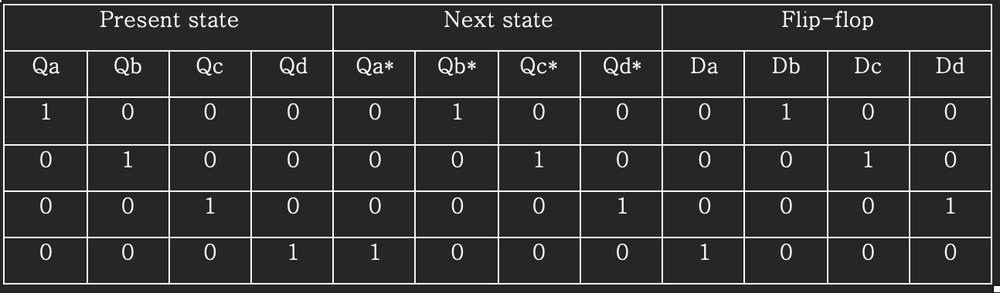 Present state Next state Flip-flop
Qa Qb Qc Qd Qa* Qb* Qc* Qd* Da Db Dc Dd
1 0 0 0 0 1 0 0 0 1 0 0
0 1 0 0 0 0 1 0 0 0 1 0
0 0 1 0 0 0 0 1 0 0 0 1
0 0 0 1 1 0 0 0 1 0 0 0